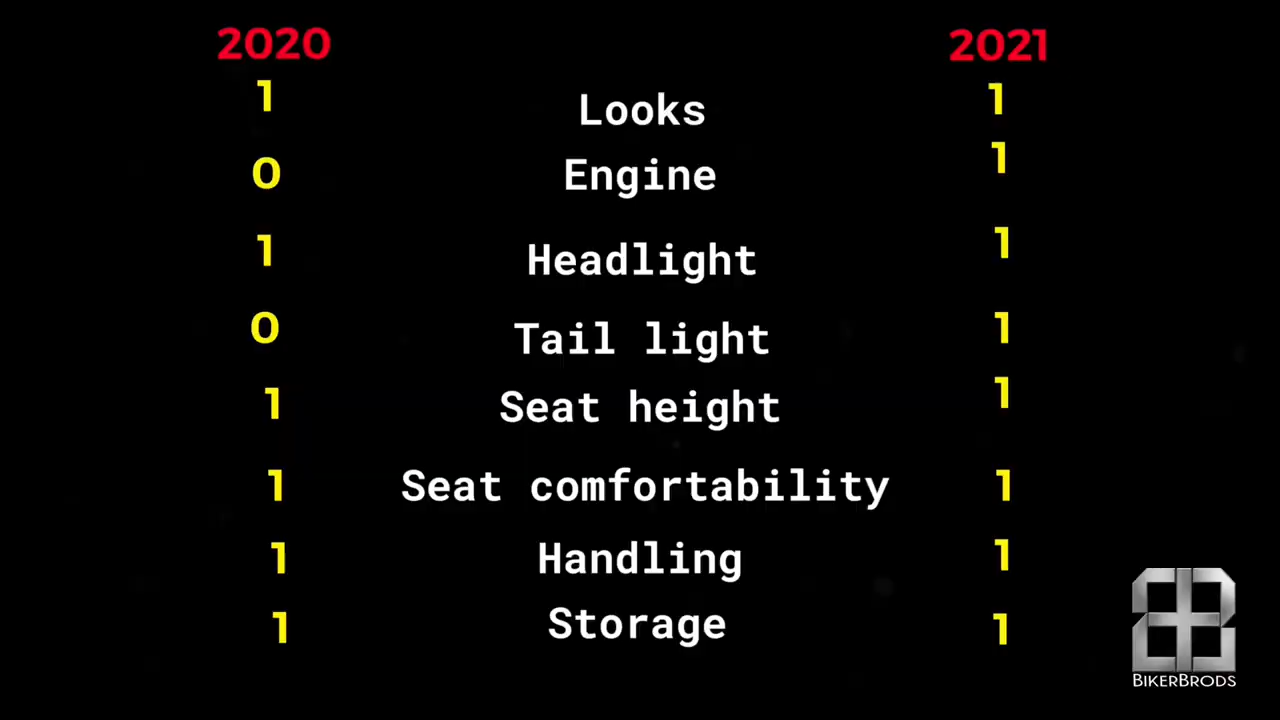 2020 2021
1 Looks 1
0 Engine 1
1 Headlight 1
0 Tail light 1
1 Seat height 1
1 Seat comfortability 1
1 Handling 1
1 Storage 1
BIKERBRODS